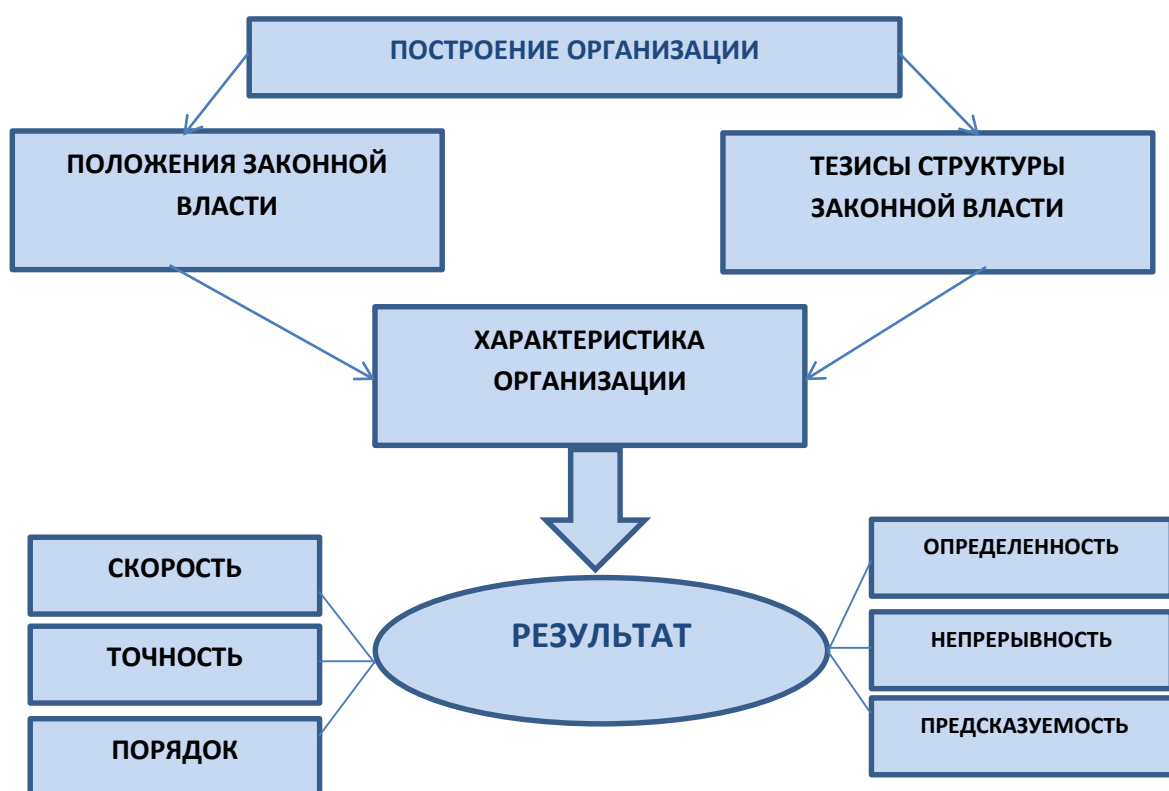 ПОСТРОЕНИЕ ОРГАНИЗАЦИИ
ПОЛОЖЕНИЯ ЗАКОННОЙ
ВЛАСТИ
ТЕЗИСЫ СТРУКТУРЫ
ЗАКОННОЙ ВЛАСТИ
ХАРАКТЕРИСТИКА
ОРГАНИЗАЦИИ
СКОРОСТЬ
ТОЧНОСТЬ
ПОРЯДОК
РЕЗУЛЬТАТ
ОПРЕДЕЛЕННОСТЬ
НЕПРЕРЫВНОСТЬ
ПРЕДСКАЗУЕМОСТЬ